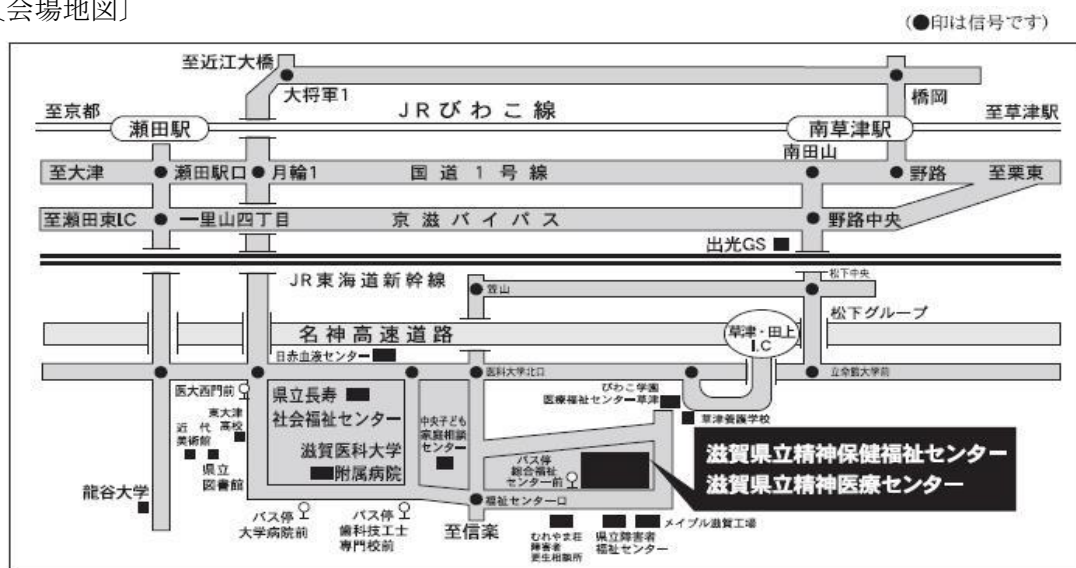 会場地図〕
（●印は信号です）
至近江大橋
大将軍1
橋岡
至京都
JRびわこ線
至草津駅
瀬田駅
南草津駅
南田山
至大津
瀬田駅口
月輪1
国道1号線
野路
至栗東
至瀬田東I.C
一里山四丁目
京滋バイパス
野路中央
出光GS
JR東海道新幹線
松下中央
笠山
松下グループ
名神高速道路
草津・田上
I.C
日赤血液センター
医科大学北口
立命館大学前
医大西門前
県立長寿
社会福祉センター
びわこ学園
医療福祉センター草津
草津養護学校
東大津
高校
近代
美術館
県立
図書館
中央子ども
家庭相談
センター
滋賀医科大学
附属病院
バス停
総合福祉
センター前
滋賀県立精神保健福祉センター
滋賀県立精神医療センター
龍谷大学
福祉センター口
バス停
大学病院前
バス停
歯科技工士
専門校前
至信楽
むれやま荘
障害者
更生相談所
県立障害者
福祉センター
メイプル滋賀工場